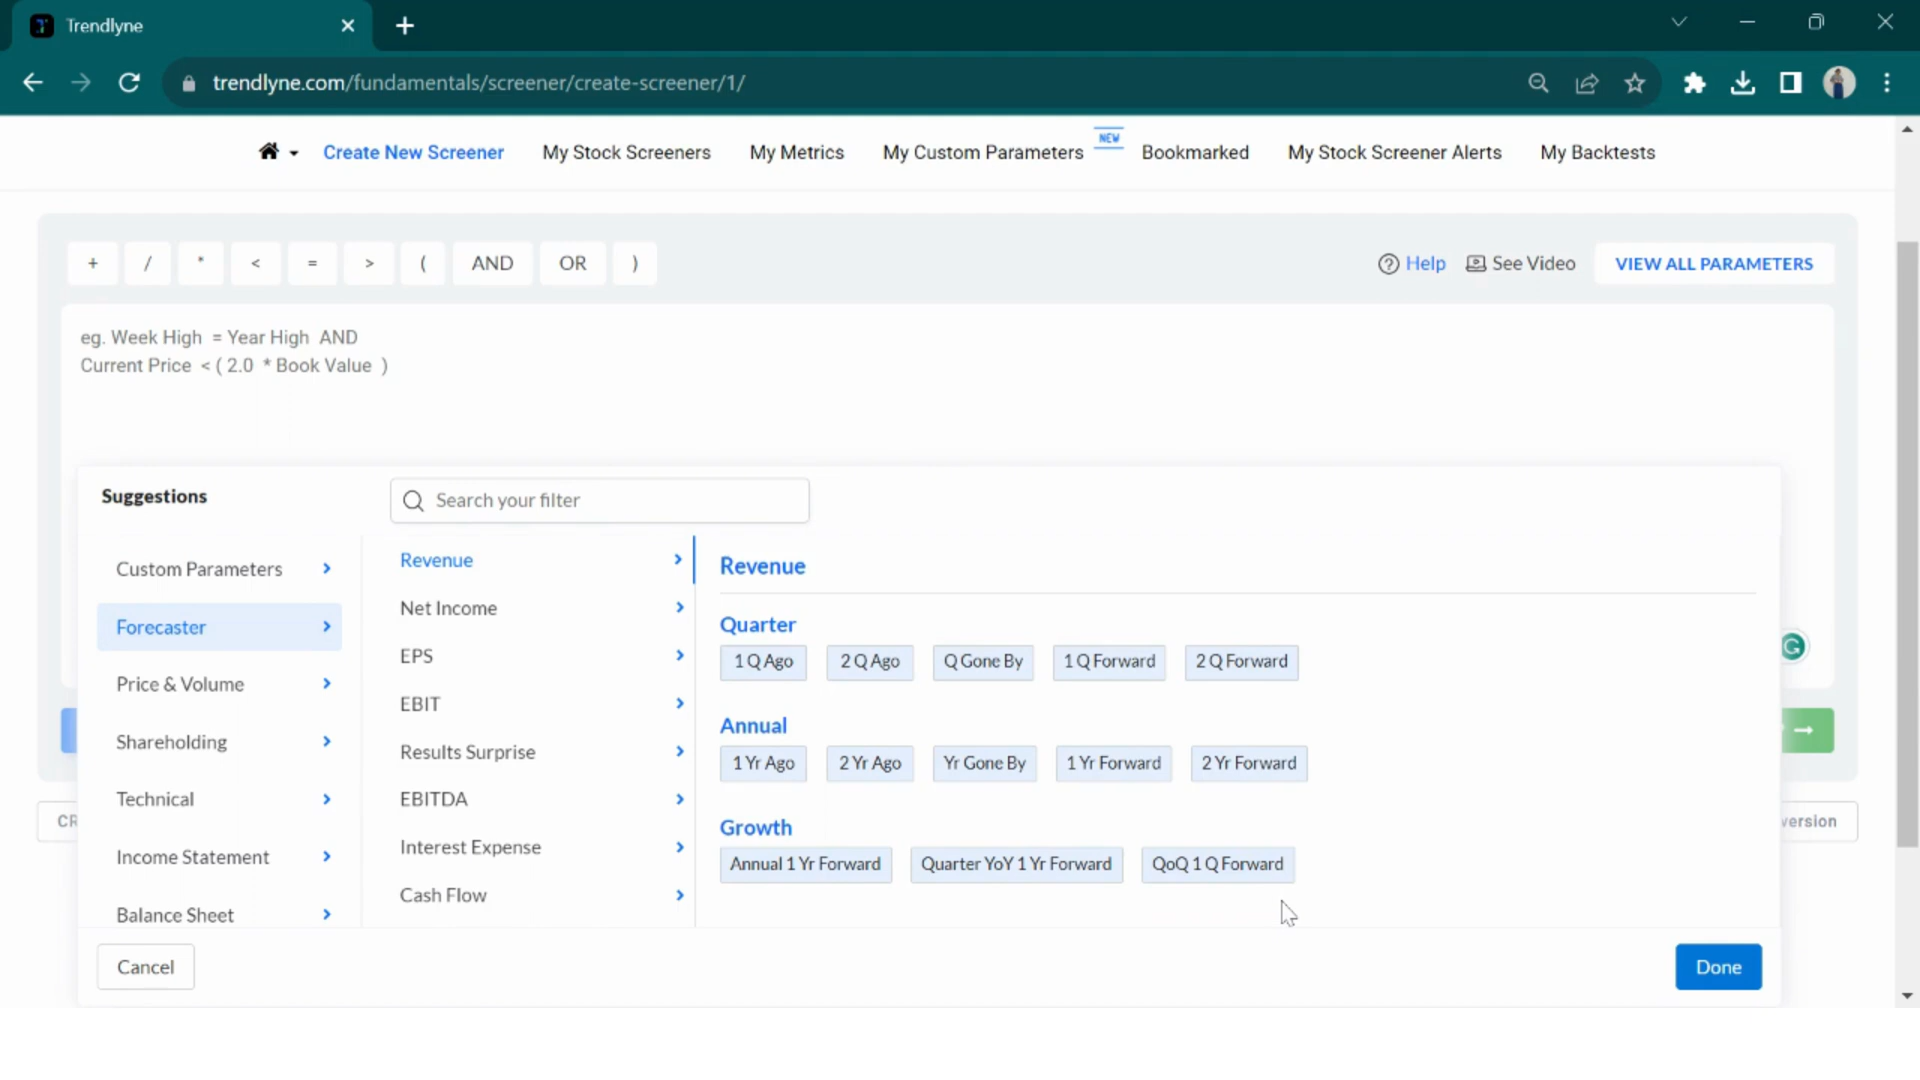 Trendlyne
trendlyne.com/fundamentals/screener/create-screener/1/
Create New Screener
My Stock Screeners
My Metrics
My Custom Parameters
NEW
Bookmarked
My Stock Screener Alerts
My Backtests
+ / * < = > ( AND OR )
Help
See Video
VIEW ALL PARAMETERS
eg. Week High = Year High AND
Current Price < ( 2.0 * Book Value )
Suggestions
Search your filter
Custom Parameters
Forecaster
Price & Volume
Shareholding
Technical
Income Statement
Balance Sheet
Revenue
Net Income
EPS
EBIT
Results Surprise
EBITDA
Interest Expense
Cash Flow
Revenue
Quarter
1 Q Ago
2 Q Ago
Q Gone By
1 Q Forward
2 Q Forward
Annual
1 Yr Ago
2 Yr Ago
Yr Gone By
1 Yr Forward
2 Yr Forward
Growth
Annual 1 Yr Forward
Quarter YoY 1 Yr Forward
QoQ 1 Q Forward
CR
version
Cancel
Done